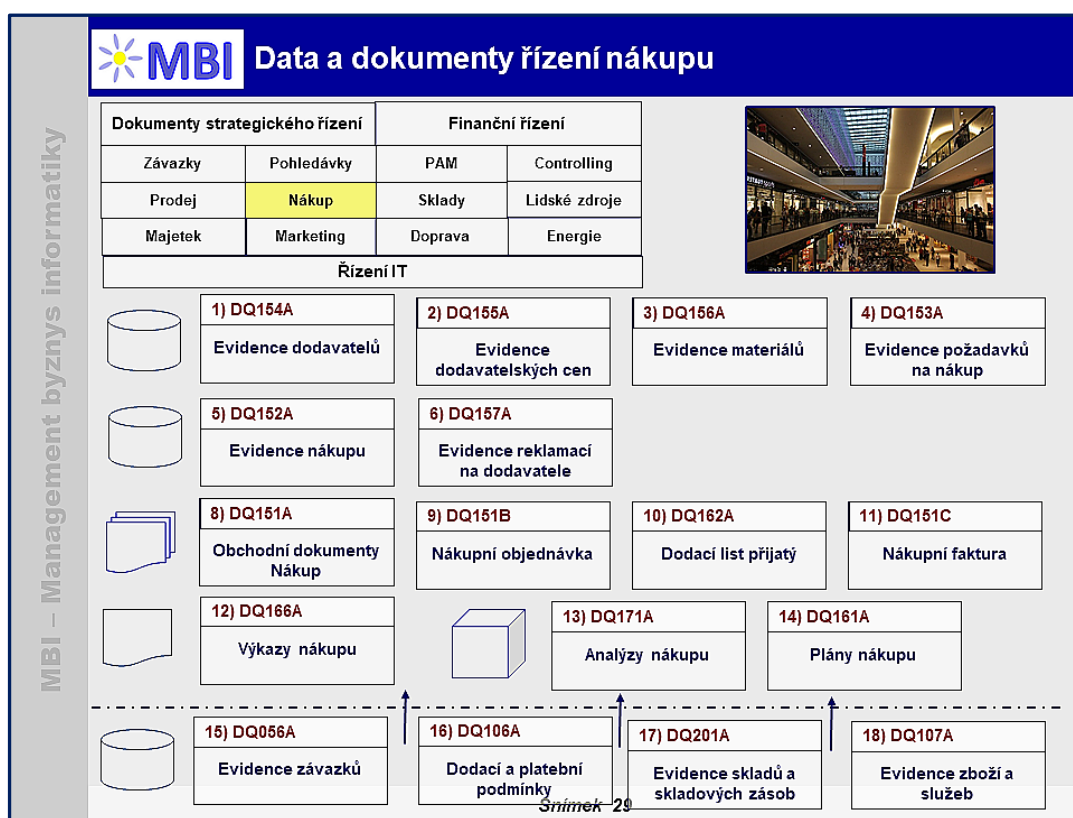 MBI – Management byznys informatiky
MBI
Data a dokumenty řízení nákupu
Dokumenty strategického řízení
Finanční řízení
Závazky
Pohledávky
PAM
Controlling
Prodej
Nákup
Sklady
Lidské zdroje
Majetek
Marketing
Doprava
Energie
Řízení IT
1) DQ154A
Evidence dodavatelů
2) DQ155A
Evidence
dodavatelských cen
3) DQ156A
Evidence materiálů
4) DQ153A
Evidence požadavků
na nákup
5) DQ152A
Evidence nákupu
6) DQ157A
Evidence reklamací
na dodavatele
8) DQ151A
Obchodní dokumenty
Nákup
9) DQ151B
Nákupní objednávka
10) DQ162A
Dodací list přijatý
11) DQ151C
Nákupní faktura
12) DQ166A
Výkazy nákupu
13) DQ171A
Analýzy nákupu
14) DQ161A
Plány nákupu
15) DQ056A
Evidence závazků
16) DQ106A
Dodací a platební
podmínky
17) DQ201A
Evidence skladů a
skladových zásob
18) DQ107A
Evidence zboží a
služeb
Snímek 29